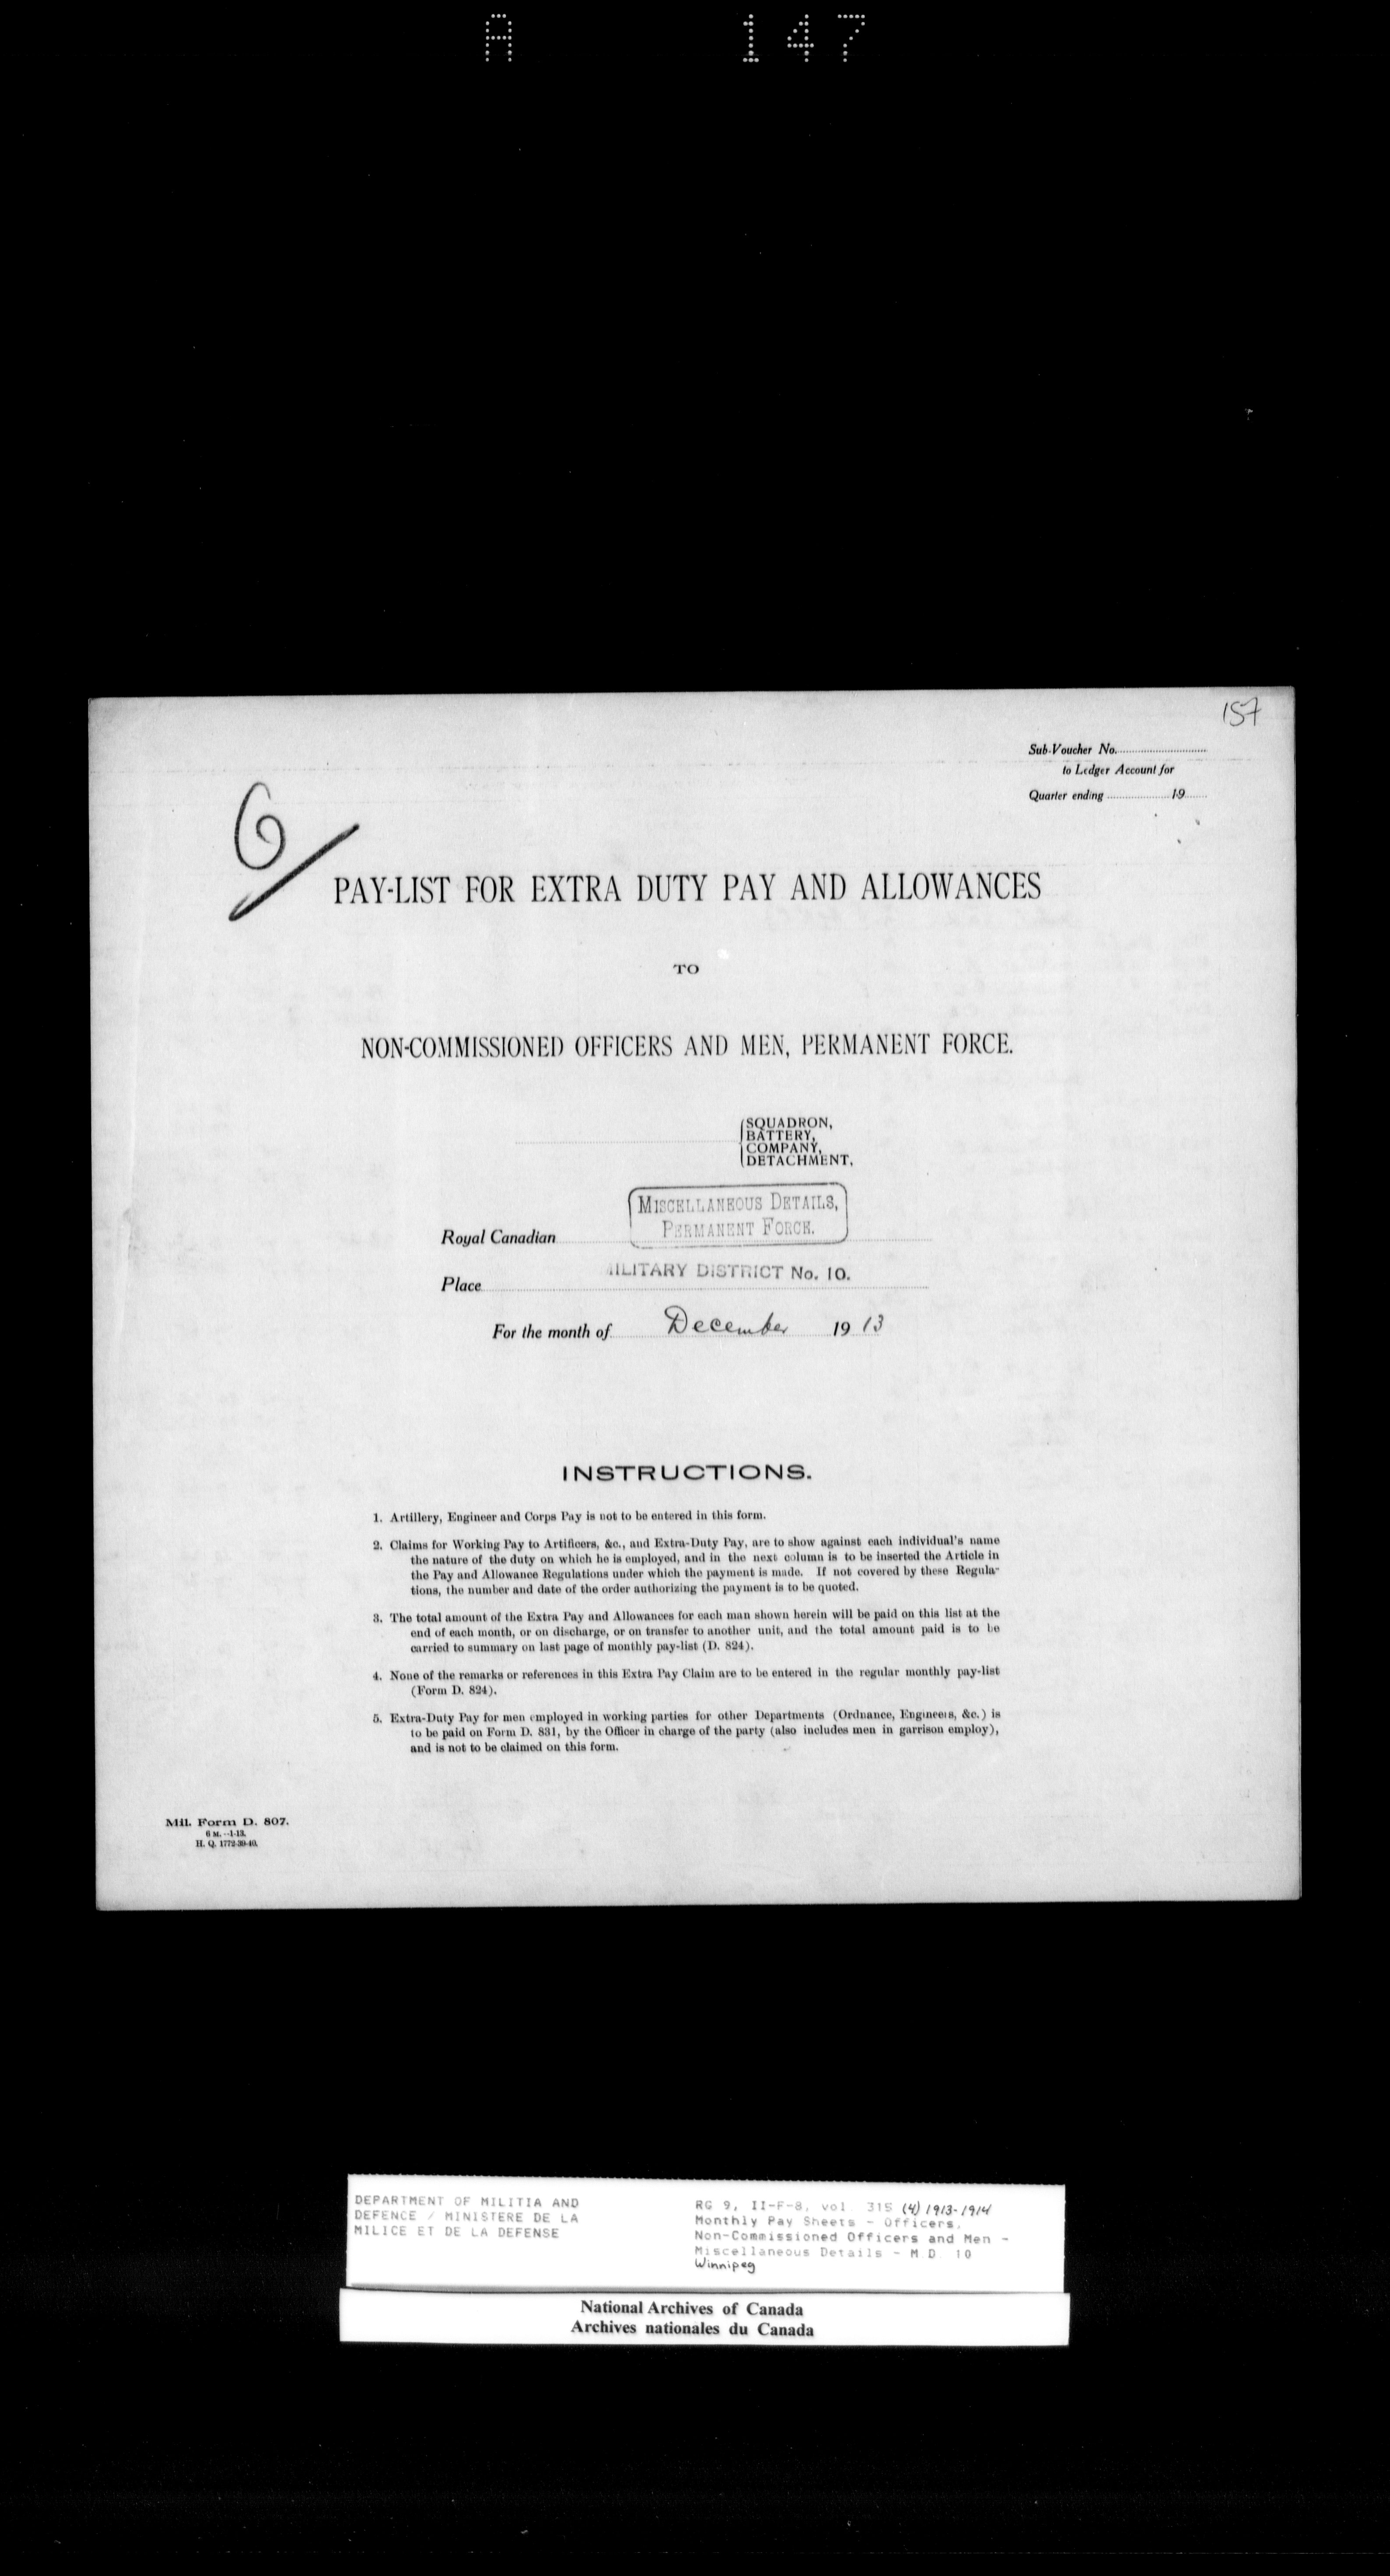 A 147
157
Sub-Voucher No.
to Ledger Account for
Quarter ending 19
6/
PAY-LIST FOR EXTRA DUTY PAY AND ALLOWANCES
TO
NON-COMMISSIONED OFFICERS AND MEN, PERMANENT FORCE.
SQUADRON,
BATTERY,
COMPANY,
DETACHMENT,
MISCELLANEOUS DETAILS,
PERMANENT FORCE.
Royal Canadian
MILITARY DISTRICT No. 10.
Place
For the month of December 1913
INSTRUCTIONS.
1. Artillery, Engineer and Corps Pay is not to be entered in this form.
2. Claims for Working Pay to Artificers, &c., and Extra-Duty Pay, are to show against each individual's name
the nature of the duty on which he is employed, and in the next column is to be inserted the Article in
the Pay and Allowance Regulations under which the payment is made. If not covered by these Regula-
tions, the number and date of the order authorizing the payment is to be quoted.
3. The total amount of the Extra Pay and Allowances for each man shown herein will be paid on this list at the
end of each month, or on discharge, or on transfer to another unit, and the total amount paid is to be
carried to summary on last page of monthly pay-list (D. 824).
4. None of the remarks or references in this Extra Pay Claim are to be entered in the regular monthly pay-list
(Form D. 824).
5. Extra-Duty Pay for men employed in working parties for other Departments (Ordnance, Engineers, &c.) is
to be paid on Form D. 831, by the Officer in charge of the party (also includes men in garrison employ),
and is not to be claimed on this form.
Mil. Form D. 807.
6 M.--1-13.
H. Q. 1772-39-40.
DEPARTMENT OF MILITIA AND
DEFENCE / MINISTERE DE LA
MILICE ET DE LA DEFENSE
RG 9, II-F-8, vol. 315 (4) 1913-1914
Monthly Pay Sheets - Officers,
Non-Commissioned Officers and Men -
Miscellaneous Details - M.D. 10
Winnipeg
National Archives of Canada
Archives nationales du Canada